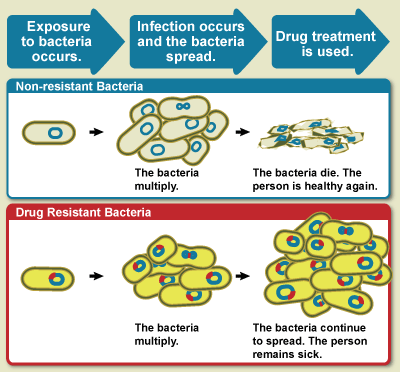 Exposure
to bacteria
occurs.
Infection occurs
and the bacteria
spread.
Drug treatment
is used.
Non-resistant Bacteria
The bacteria
multiply.
The bacteria die. The
person is healthy again.
Drug Resistant Bacteria
The bacteria
multiply.
The bacteria continue
to spread. The person
remains sick.